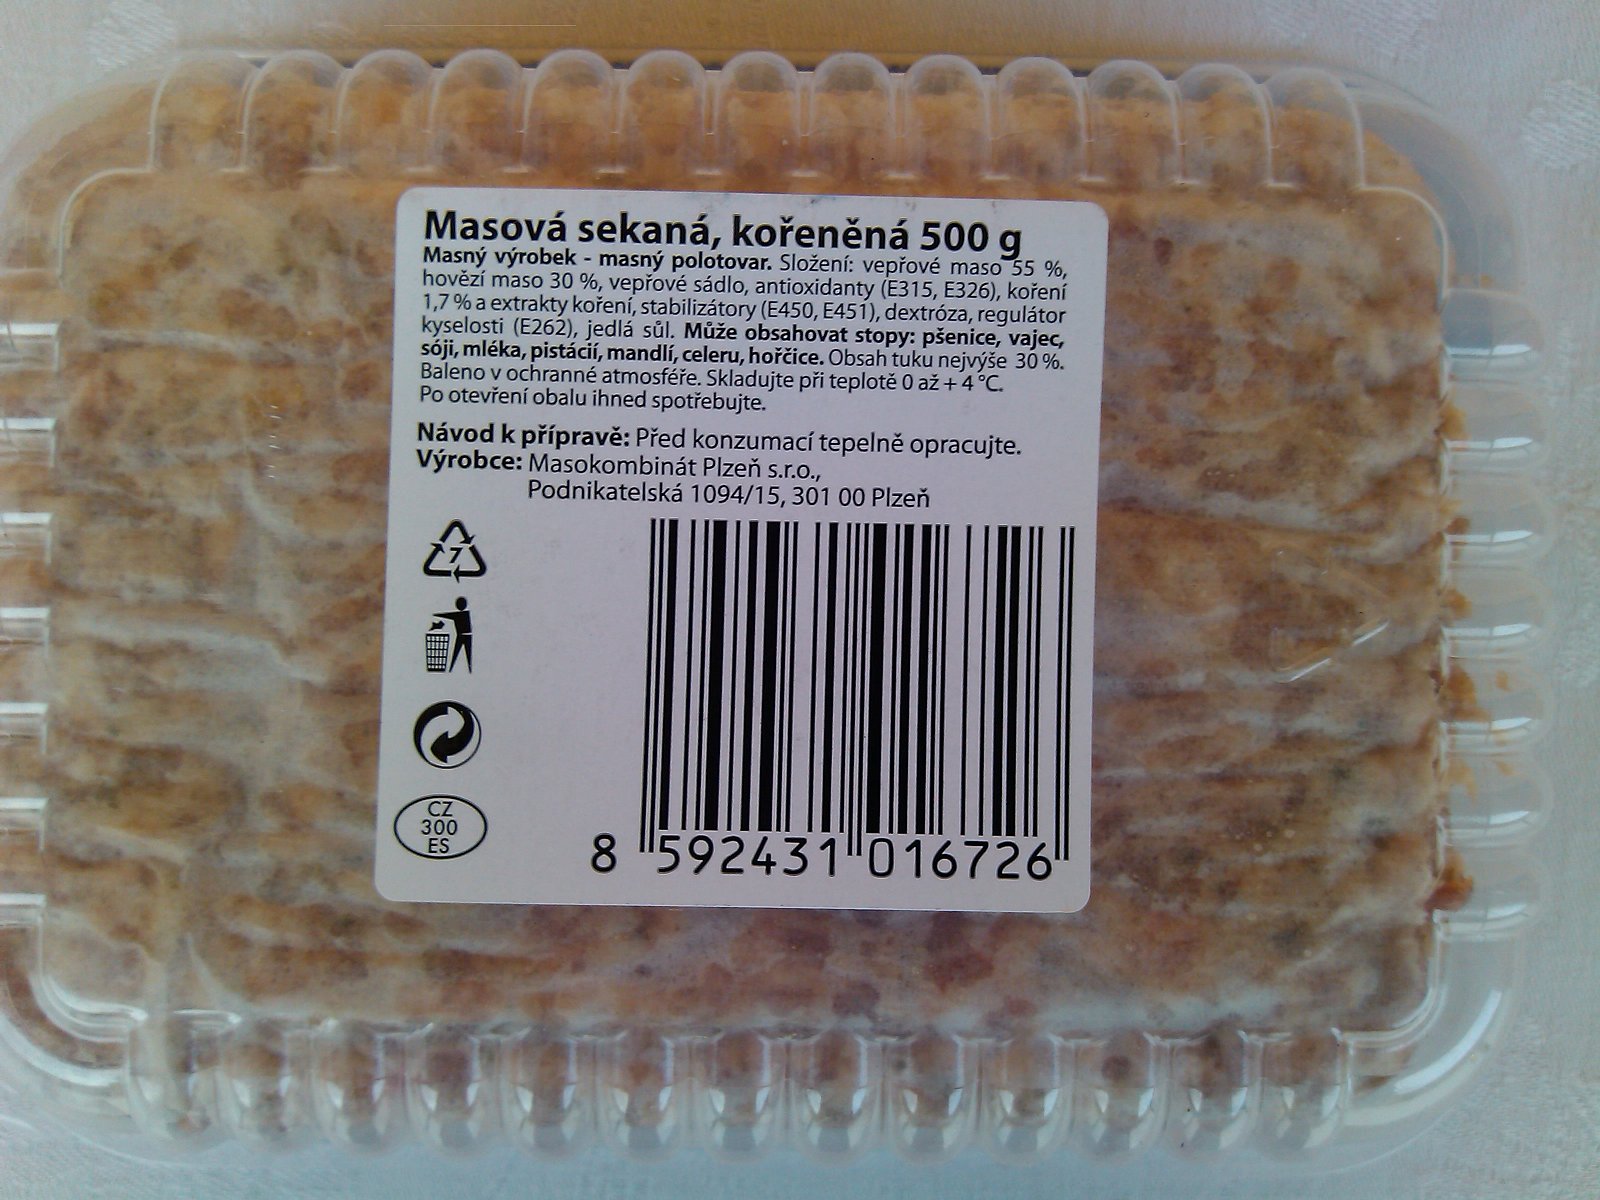 Masová sekaná, kořeněná 500 g
Masný výrobek - masný polotovar. Složení: vepřové maso 55 %,
hovězí maso 30 %, vepřové sádlo, antioxidanty (E315, E326), koření
1,7 % a extrakty koření, stabilizátory (E450, E451), dextróza, regulátor
kyselosti (E262), jedlá sůl. Může obsahovat stopy: pšenice, vajec,
sóji, mléka, pistácií, mandlí, celeru, hořčice. Obsah tuku nejvýše 30 %.
Baleno v ochranné atmosféře. Skladujte při teplotě 0 až + 4 °C.
Po otevření obalu ihned spotřebujte.
Návod k přípravě: Před konzumací tepelně opracujte.
Výrobce: Masokombinát Plzeň s.r.o.,
Podnikatelská 1094/15, 301 00 Plzeň
7
CZ
300
ES
8 592431 016726